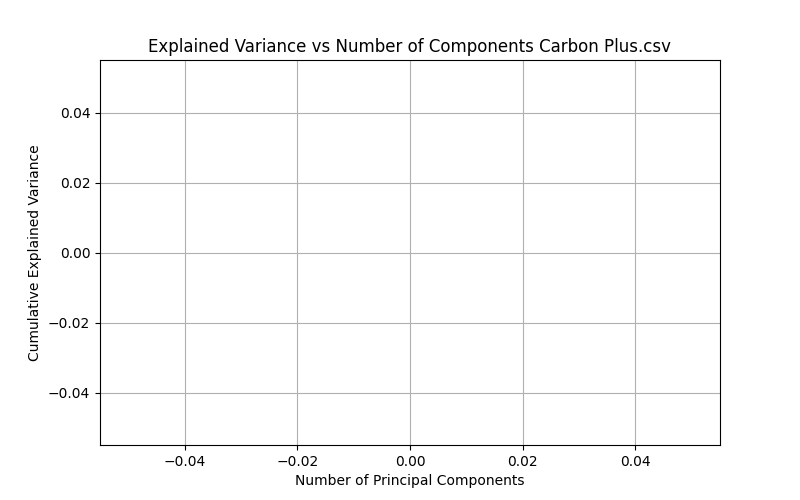 Explained Variance vs Number of Components Carbon Plus.csv
Cumulative Explained Variance
0.04
0.02
0.00
−0.02
−0.04
−0.04 −0.02 0.00 0.02 0.04
Number of Principal Components